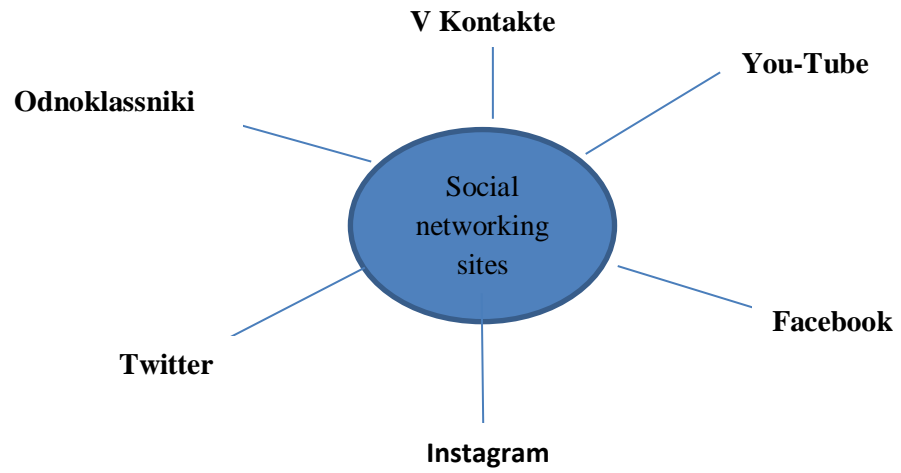 V Kontakte
You-Tube
Odnoklassniki
Social
networking
sites
Facebook
Twitter
Instagram